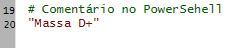 19 # Comentário no PowerSehell
20 "Massa D+"